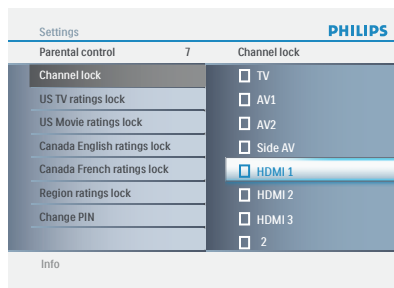 Settings
PHILIPS
Parental control 7
Channel lock
Channel lock
US TV ratings lock
US Movie ratings lock
Canada English ratings lock
Canada French ratings lock
Region ratings lock
Change PIN
TV
AV1
AV2
Side AV
HDMI 1
HDMI 2
HDMI 3
2
Info